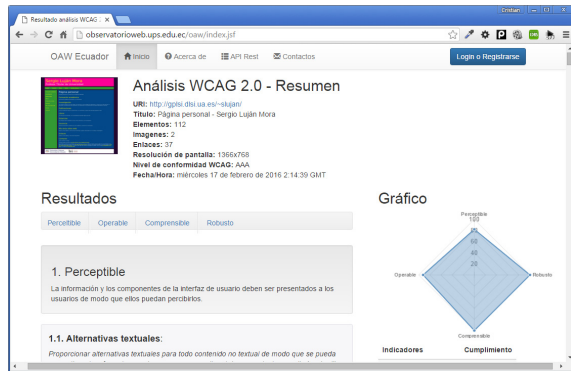 Cristian
Resultado análisis WCAG 2
observatorioweb.ups.edu.ec/oaw/index.jsf
OAW Ecuador
Inicio
Acerca de
API Rest
Contactos
Login o Registrarse
Análisis WCAG 2.0 - Resumen
URI: http://gplsi.dlsi.ua.es/~slujan/
Titulo: Página personal - Sergio Luján Mora
Elementos: 112
Imagenes: 2
Enlaces: 37
Resolución de pantalla: 1366x768
Nivel de conformidad WCAG: AAA
Fecha/Hora: miércoles 17 de febrero de 2016 2:14:39 GMT
Resultados
Perceitible Operable Comprensible Robusto
1. Perceptible
La información y los componentes de la interfaz de usuario deben ser presentados a los
usuarios de modo que ellos puedan percibirlos.
1.1. Alternativas textuales:
Proporcionar alternativas textuales para todo contenido no textual de modo que se pueda
Gráfico
Perceptible
100
80
60
40
20
Operable
Robusto
Comprensible
Indicadores Cumplimiento